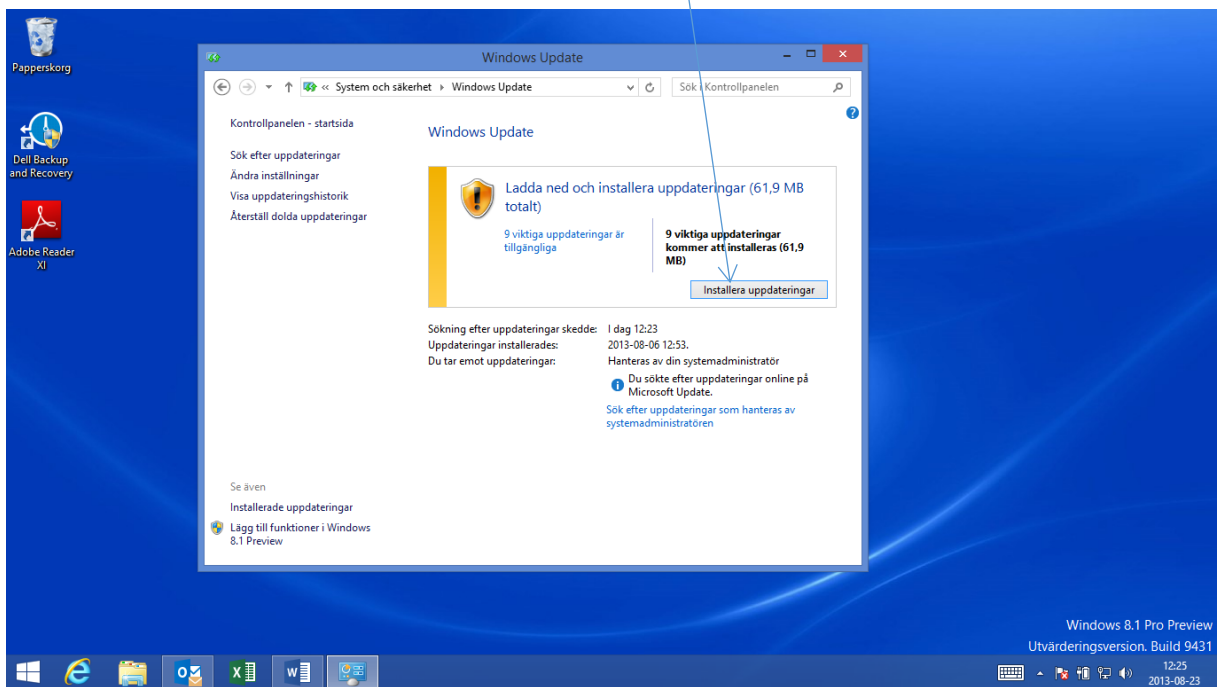 Papperskorg
Dell Backup
and Recovery
Adobe Reader
XI
Windows Update
« System och säkerhet ▸ Windows Update
Sök i Kontrollpanelen
Kontrollpanelen - startsida
Sök efter uppdateringar
Ändra inställningar
Visa uppdateringshistorik
Återställ dolda uppdateringar
Windows Update
Ladda ned och installera uppdateringar (61,9 MB
totalt)
9 viktiga uppdateringar är
tillgängliga
9 viktiga uppdateringar
kommer att installeras (61,9
MB)
Installera uppdateringar
Sökning efter uppdateringar skedde: I dag 12:23
Uppdateringar installerades: 2013-08-06 12:53.
Du tar emot uppdateringar: Hanteras av din systemadministratör
Du sökte efter uppdateringar online på
Microsoft Update.
Sök efter uppdateringar som hanteras av
systemadministratören
Se även
Installerade uppdateringar
Lägg till funktioner i Windows
8.1 Preview
Windows 8.1 Pro Preview
Utvärderingsversion. Build 9431
12:25
2013-08-23